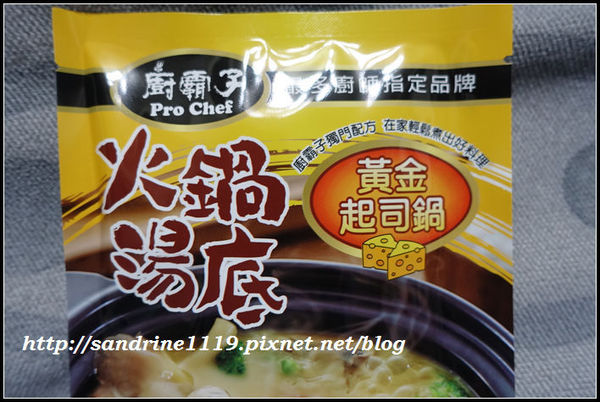 廚霸子
Pro Chef
最多廚師指定品牌
廚霸子獨門配方 在家輕鬆煮出好料理
火鍋
湯底
黃金
起司鍋
http://sandrine1119.pixnet.net/blog